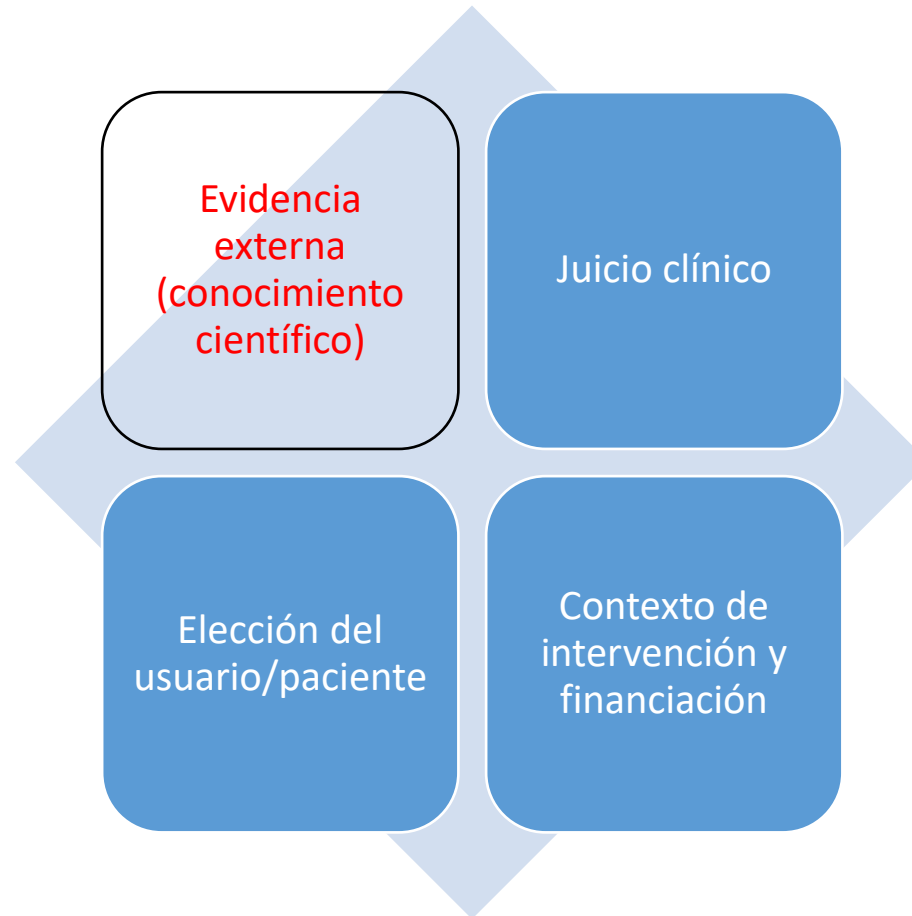 Evidencia
externa
(conocimiento
científico)
Juicio clínico
Elección del
usuario/paciente
Contexto de
intervención y
financiación